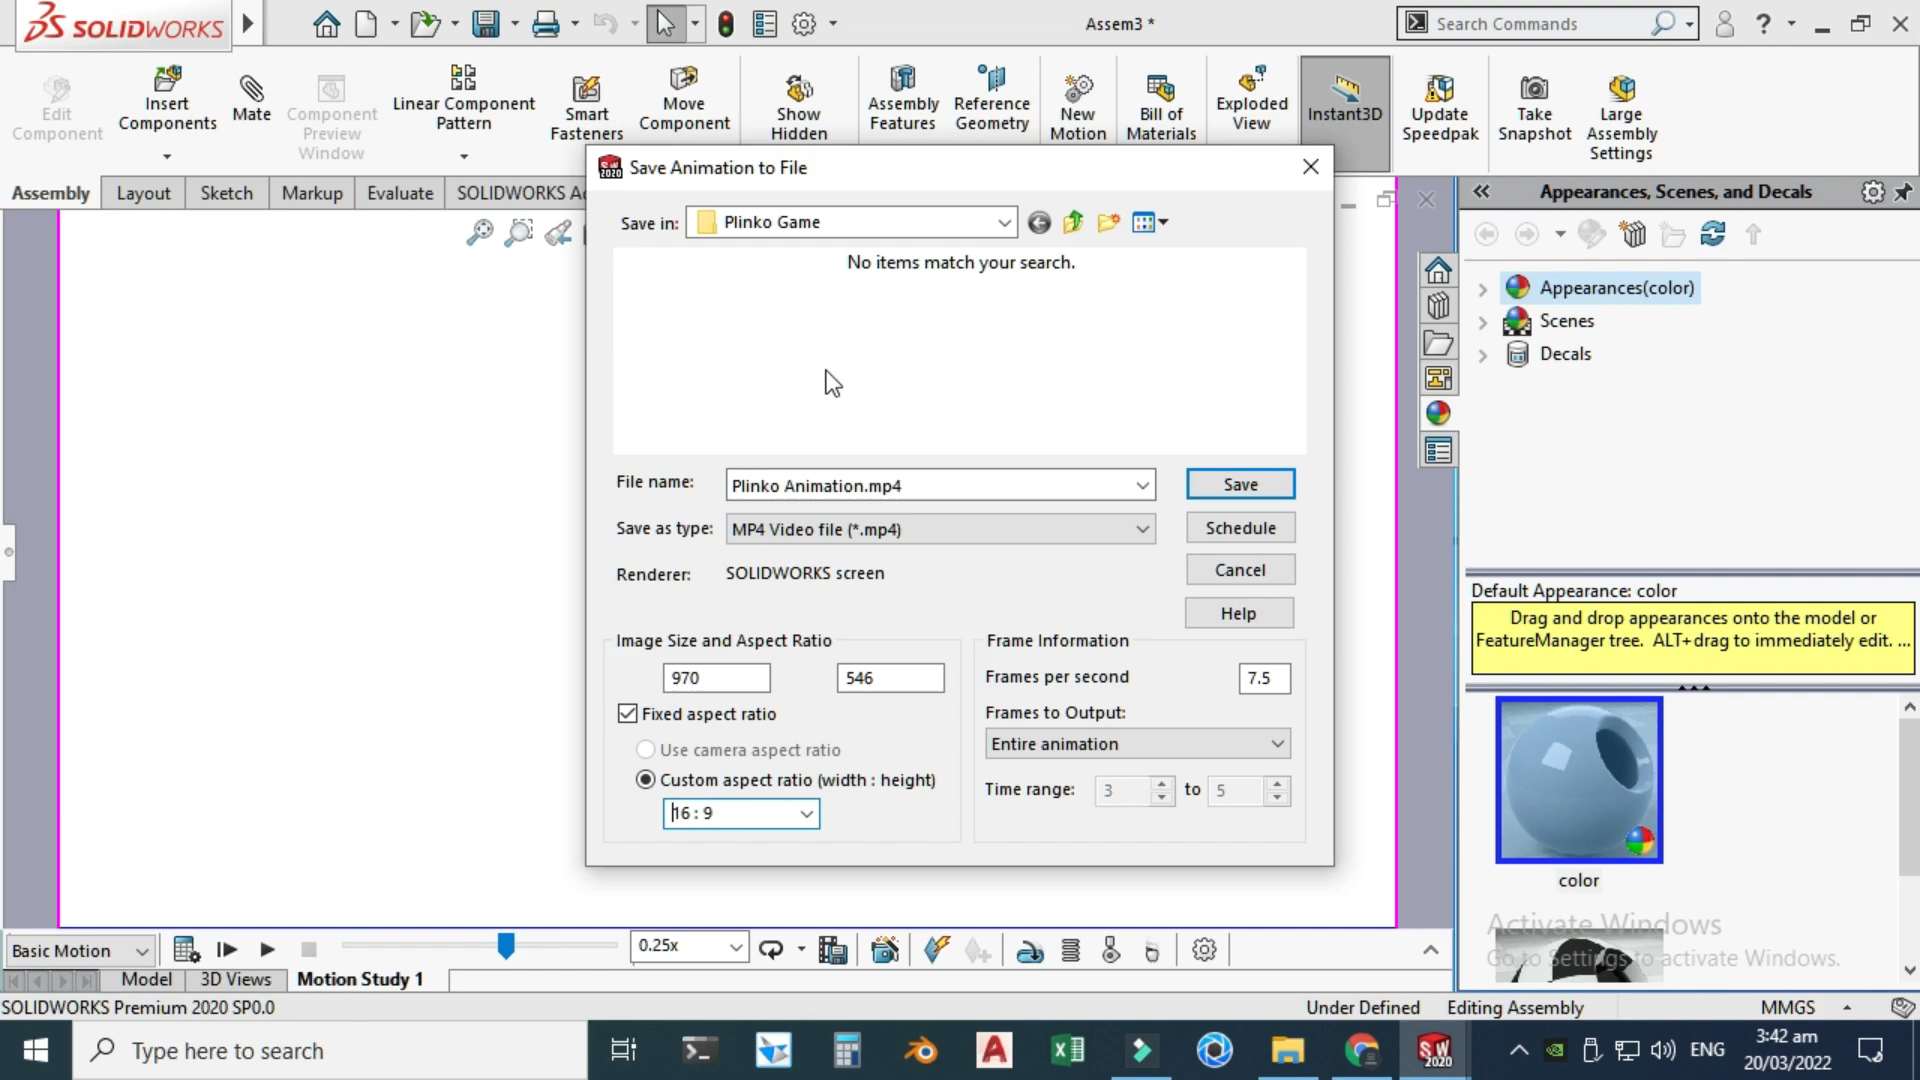 SOLIDWORKS
Assem3 *
Search Commands
Edit Component
Insert Components
Mate
Component Preview Window
Linear Component Pattern
Smart Fasteners
Move Component
Show Hidden
Assembly Features
Reference Geometry
New Motion
Bill of Materials
Exploded View
Instant3D
Update Speedpak
Take Snapshot
Large Assembly Settings
Assembly
Layout
Sketch
Markup
Evaluate
SOLIDWORKS
Save Animation to File
Save in:
Plinko Game
No items match your search.
File name:
Plinko Animation.mp4
Save
Save as type:
MP4 Video file (*.mp4)
Schedule
Renderer:
SOLIDWORKS screen
Cancel
Help
Image Size and Aspect Ratio
970
546
Fixed aspect ratio
Use camera aspect ratio
Custom aspect ratio (width : height)
16 : 9
Frame Information
Frames per second
7.5
Frames to Output:
Entire animation
Time range:
3
to
5
Appearances, Scenes, and Decals
Appearances(color)
Scenes
Decals
Default Appearance: color
Drag and drop appearances onto the model or
FeatureManager tree. ALT+drag to immediately edit. ...
color
Activate Windows
Go to Settings to activate Windows.
Basic Motion
0.25x
Model
3D Views
Motion Study 1
SOLIDWORKS Premium 2020 SP0.0
Under Defined
Editing Assembly
MMGS
Type here to search
ENG
3:42 am
20/03/2022